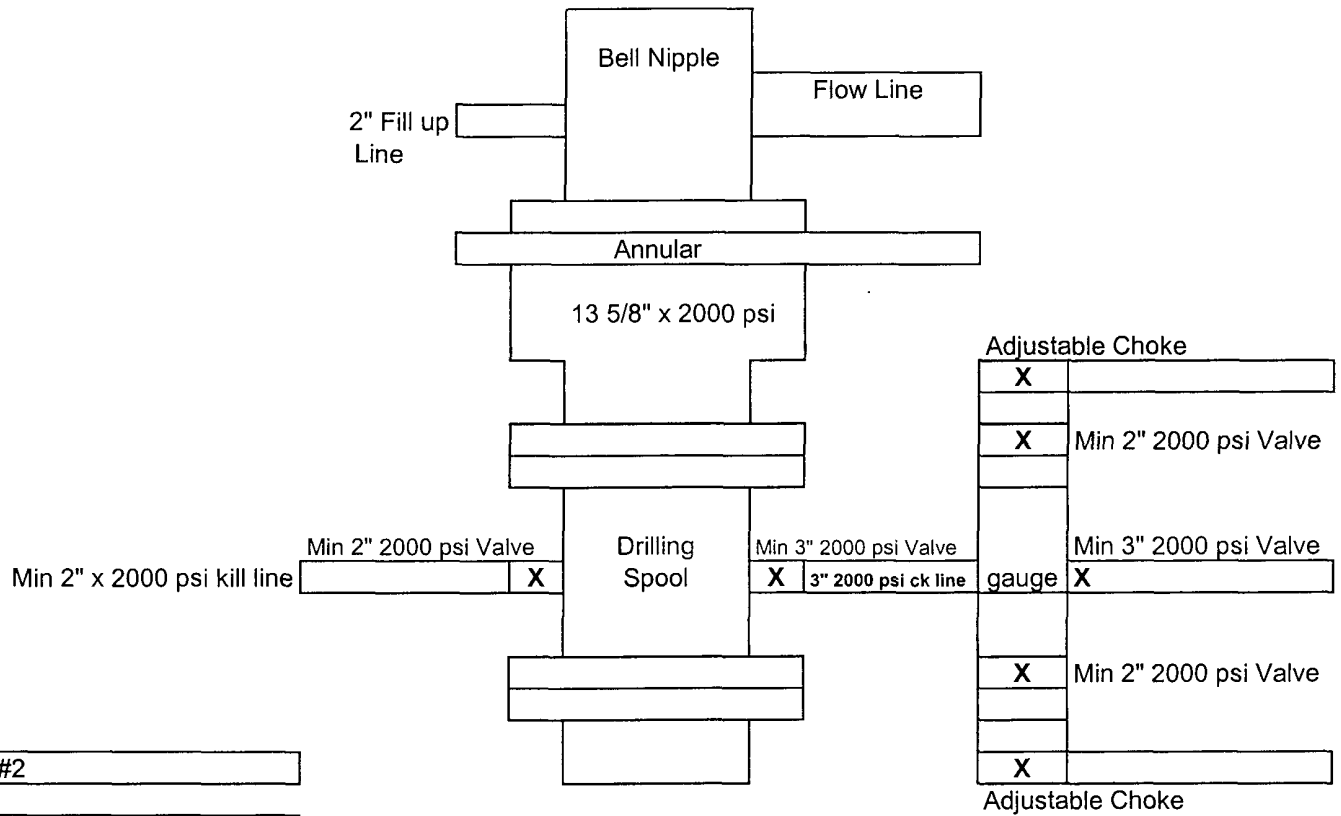 Bell Nipple
Flow Line
2" Fill up
Line
Annular
13 5/8" x 2000 psi
Adjustable Choke
X
X Min 2" 2000 psi Valve
Min 2" 2000 psi Valve
Drilling
Min 3" 2000 psi Valve
Min 3" 2000 psi Valve
Min 2" x 2000 psi kill line
X
Spool
X 3" 2000 psi ck line gauge X
X Min 2" 2000 psi Valve
#2
X
Adjustable Choke